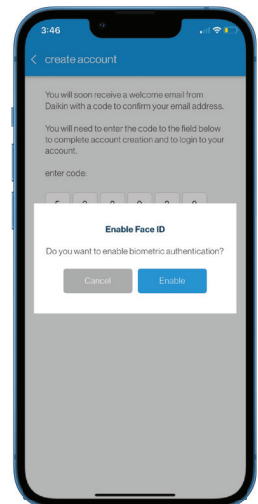 3:46
create account
You will soon receive a welcome email from
Daikin with a code to confirm your email address.
You will need to enter the code to the field below
to complete account creation and to login to your
account.
enter code:
Enable Face ID
Do you want to enable biometric authentication?
Cancel
Enable